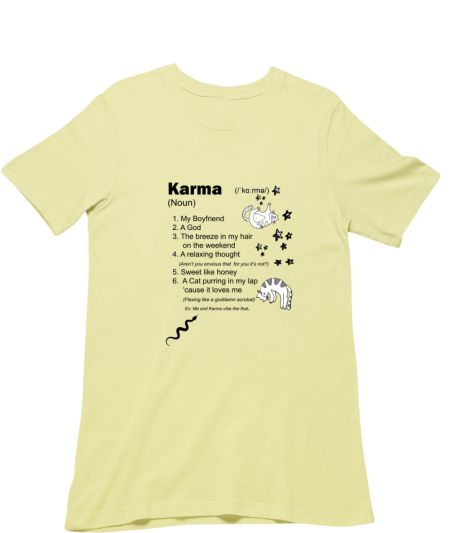 Karma (/ˈkɑːrmə/)
(Noun)
1. My Boyfriend
2. A God
3. The breeze in my hair
on the weekend
4. A relaxing thought
(Aren't you envious that for you it's not?)
5. Sweet like honey
6. A Cat purring in my lap
'cause it loves me
(Flexing like a goddamn acrobat)
Ex: Me and Karma vibe like that.